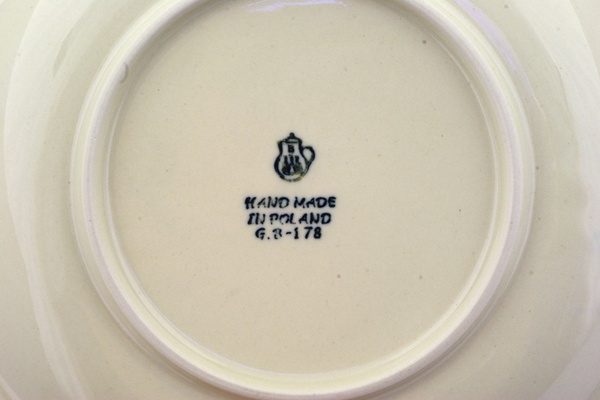 B
HAND MADE
IN POLAND
G.B-178